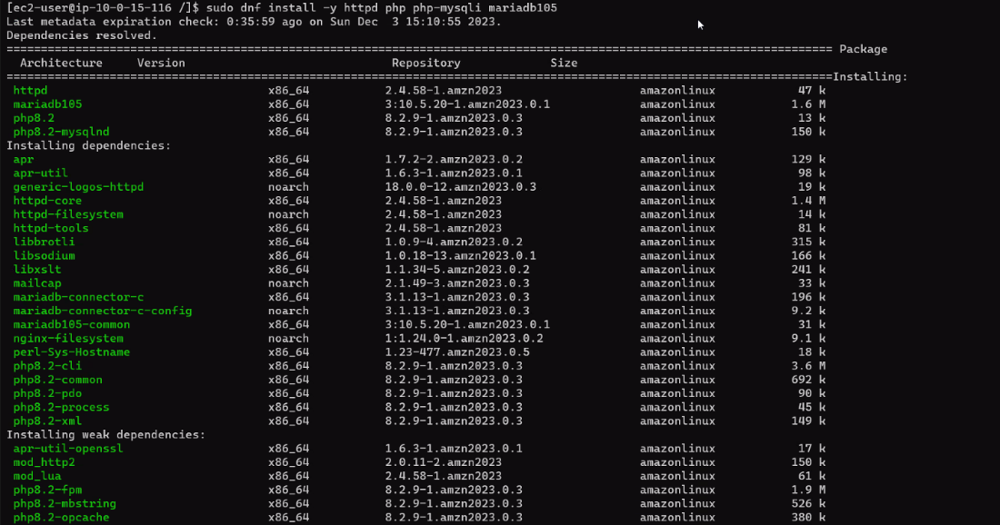 [ec2-user@ip-10-0-15-116 /]$ sudo dnf install -y httpd php php-mysqli mariadb105
Last metadata expiration check: 0:35:59 ago on Sun Dec  3 15:10:55 2023.
Dependencies resolved.
================================================================================================================ Package
Architecture Version Repository Size
================================================================================================================Installing:
httpd x86_64 2.4.58-1.amzn2023 amazonlinux 47 k
mariadb105 x86_64 3:10.5.20-1.amzn2023.0.1 amazonlinux 1.6 M
php8.2 x86_64 8.2.9-1.amzn2023.0.3 amazonlinux 13 k
php8.2-mysqlnd x86_64 8.2.9-1.amzn2023.0.3 amazonlinux 150 k
Installing dependencies:
apr x86_64 1.7.2-2.amzn2023.0.2 amazonlinux 129 k
apr-util x86_64 1.6.3-1.amzn2023.0.1 amazonlinux 98 k
generic-logos-httpd noarch 18.0.0-12.amzn2023.0.3 amazonlinux 19 k
httpd-core x86_64 2.4.58-1.amzn2023 amazonlinux 1.4 M
httpd-filesystem noarch 2.4.58-1.amzn2023 amazonlinux 14 k
httpd-tools x86_64 2.4.58-1.amzn2023 amazonlinux 81 k
libbrotli x86_64 1.0.9-4.amzn2023.0.2 amazonlinux 315 k
libsodium x86_64 1.0.18-13.amzn2023.0.1 amazonlinux 166 k
libxslt x86_64 1.1.34-5.amzn2023.0.2 amazonlinux 241 k
mailcap noarch 2.1.49-3.amzn2023.0.3 amazonlinux 33 k
mariadb-connector-c x86_64 3.1.13-1.amzn2023.0.3 amazonlinux 196 k
mariadb-connector-c-config noarch 3.1.13-1.amzn2023.0.3 amazonlinux 9.2 k
mariadb105-common x86_64 3:10.5.20-1.amzn2023.0.1 amazonlinux 31 k
nginx-filesystem noarch 1:1.24.0-1.amzn2023.0.2 amazonlinux 9.1 k
perl-Sys-Hostname x86_64 1.23-477.amzn2023.0.5 amazonlinux 18 k
php8.2-cli x86_64 8.2.9-1.amzn2023.0.3 amazonlinux 3.6 M
php8.2-common x86_64 8.2.9-1.amzn2023.0.3 amazonlinux 692 k
php8.2-pdo x86_64 8.2.9-1.amzn2023.0.3 amazonlinux 90 k
php8.2-process x86_64 8.2.9-1.amzn2023.0.3 amazonlinux 45 k
php8.2-xml x86_64 8.2.9-1.amzn2023.0.3 amazonlinux 149 k
Installing weak dependencies:
apr-util-openssl x86_64 1.6.3-1.amzn2023.0.1 amazonlinux 17 k
mod_http2 x86_64 2.0.11-2.amzn2023 amazonlinux 150 k
mod_lua x86_64 2.4.58-1.amzn2023 amazonlinux 61 k
php8.2-fpm x86_64 8.2.9-1.amzn2023.0.3 amazonlinux 1.9 M
php8.2-mbstring x86_64 8.2.9-1.amzn2023.0.3 amazonlinux 526 k
php8.2-opcache x86_64 8.2.9-1.amzn2023.0.3 amazonlinux 380 k